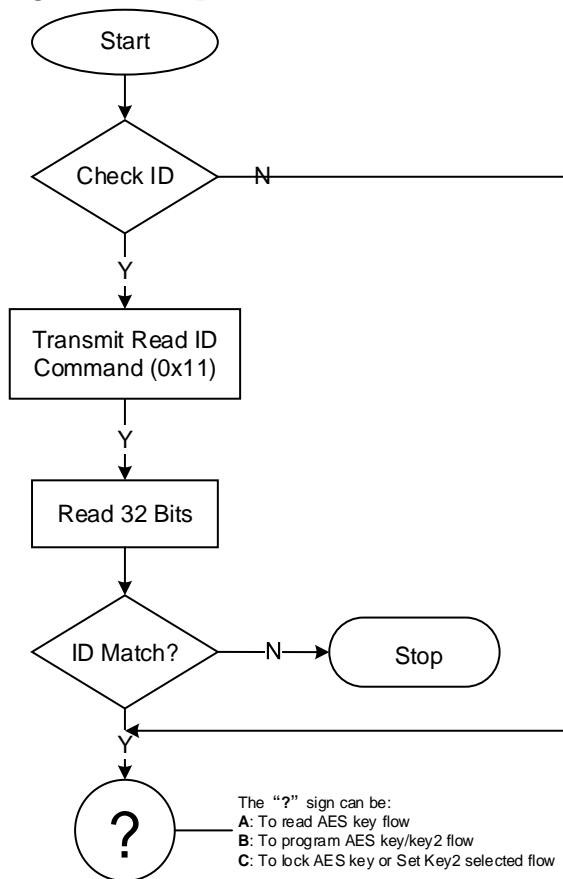 Start
Check ID
N
Y
Transmit Read ID
Command (0x11)
Y
Read 32 Bits
ID Match?
N
Stop
Y
?
The “?” sign can be:
A: To read AES key flow
B: To program AES key/key2 flow
C: To lock AES key or Set Key2 selected flow